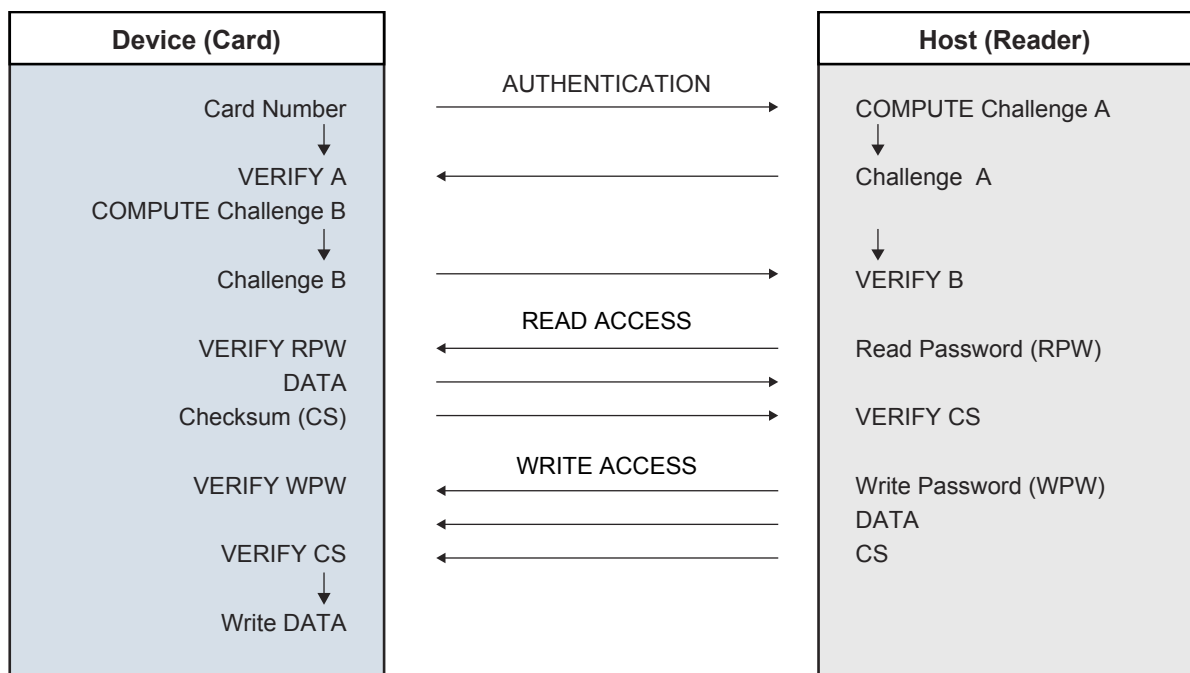 Device (Card)
Host (Reader)
AUTHENTICATION
Card Number
COMPUTE Challenge A
VERIFY A
Challenge A
COMPUTE Challenge B
Challenge B
VERIFY B
READ ACCESS
VERIFY RPW
Read Password (RPW)
DATA
Checksum (CS)
VERIFY CS
WRITE ACCESS
VERIFY WPW
Write Password (WPW)
DATA
VERIFY CS
CS
Write DATA